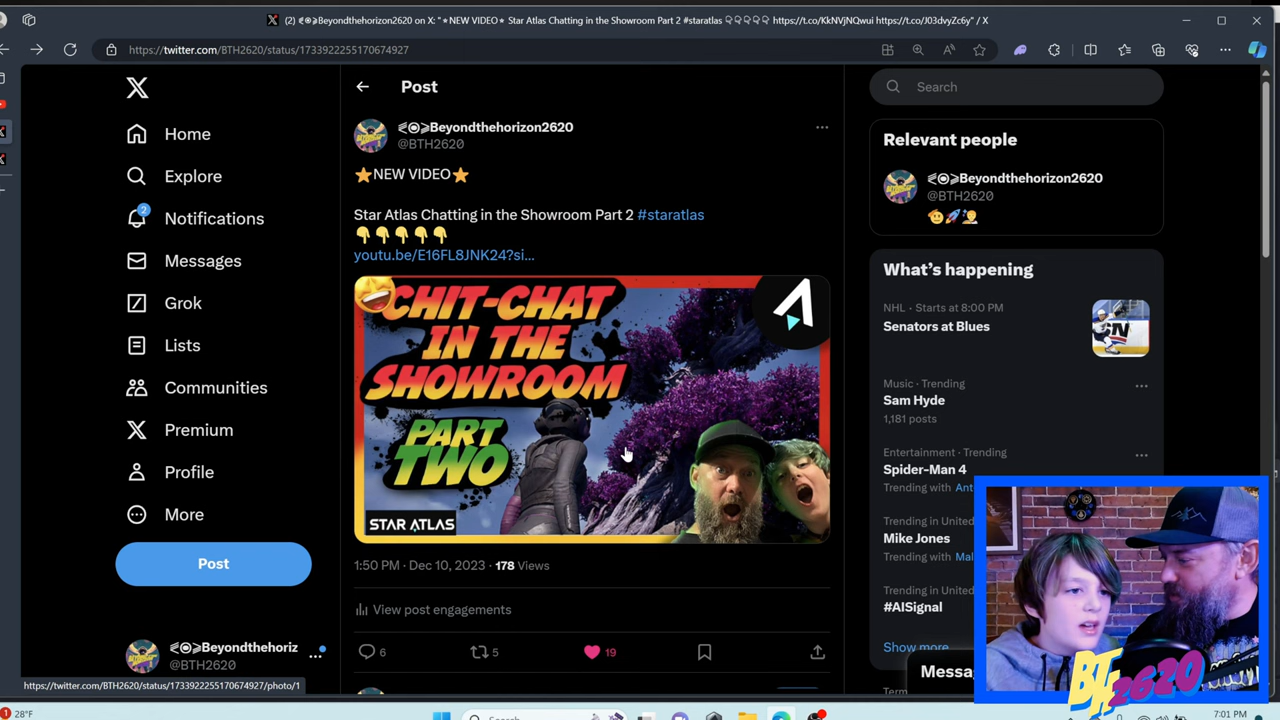 (2) ⋞⦿⋟Beyondthehorizon2620 on X: "⭐NEW VIDEO⭐ Star Atlas Chatting in the Showroom Part 2 #staratlas 👇👇👇👇👇 https://t.co/KkNVjNQwui https://t.co/J03dvyZc6y" / X
https://twitter.com/BTH2620/status/1733922255170674927
Home
Explore
2
Notifications
Messages
Grok
Lists
Communities
Premium
Profile
More
Post
⋞⦿⋟Beyondthehoriz
@BTH2620
Post
⋞⦿⋟Beyondthehorizon2620
@BTH2620
⭐NEW VIDEO⭐
Star Atlas Chatting in the Showroom Part 2 #staratlas
👇👇👇👇👇
youtu.be/E16FL8JNK24?si...
CHIT-CHAT
IN THE
SHOWROOM
PART
TWO
STAR ATLAS
1:50 PM · Dec 10, 2023 · 178 Views
View post engagements
6
5
19
Search
Relevant people
⋞⦿⋟Beyondthehorizon2620
@BTH2620
What's happening
NHL · Starts at 8:00 PM
Senators at Blues
Music · Trending
Sam Hyde
1,181 posts
Entertainment · Trending
Spider-Man 4
Trending with Ant
Trending in United
Mike Jones
Trending with Mal
Trending in United
#AISignal
Show more
Messa
BTH2620
https://twitter.com/BTH2620/status/1733922255170674927/photo/1
28°F
Search
7:01 PM